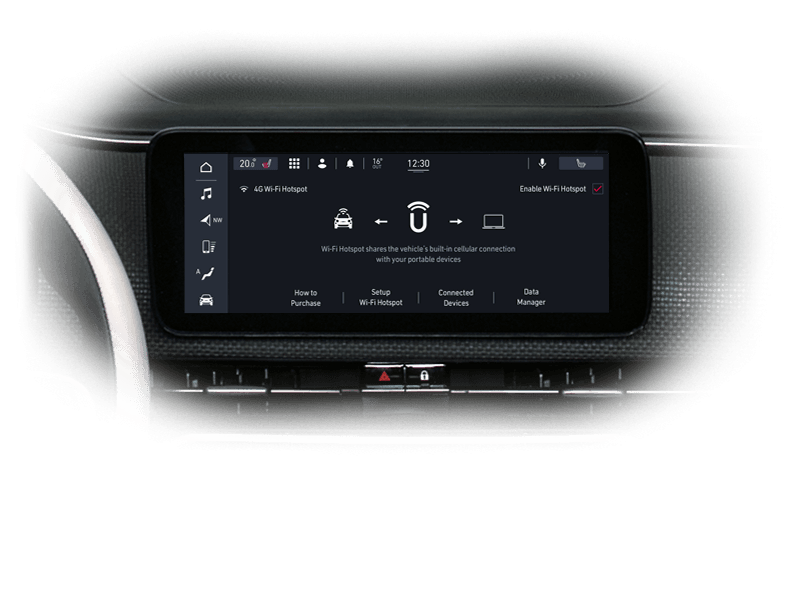 20.0°
16°
OUT
12:30
4G Wi-Fi Hotspot
Enable Wi-Fi Hotspot
NW
A
Wi-Fi Hotspot shares the vehicle's built-in cellular connection
with your portable devices
How to
Purchase
Setup
Wi-Fi Hotspot
Connected
Devices
Data
Manager